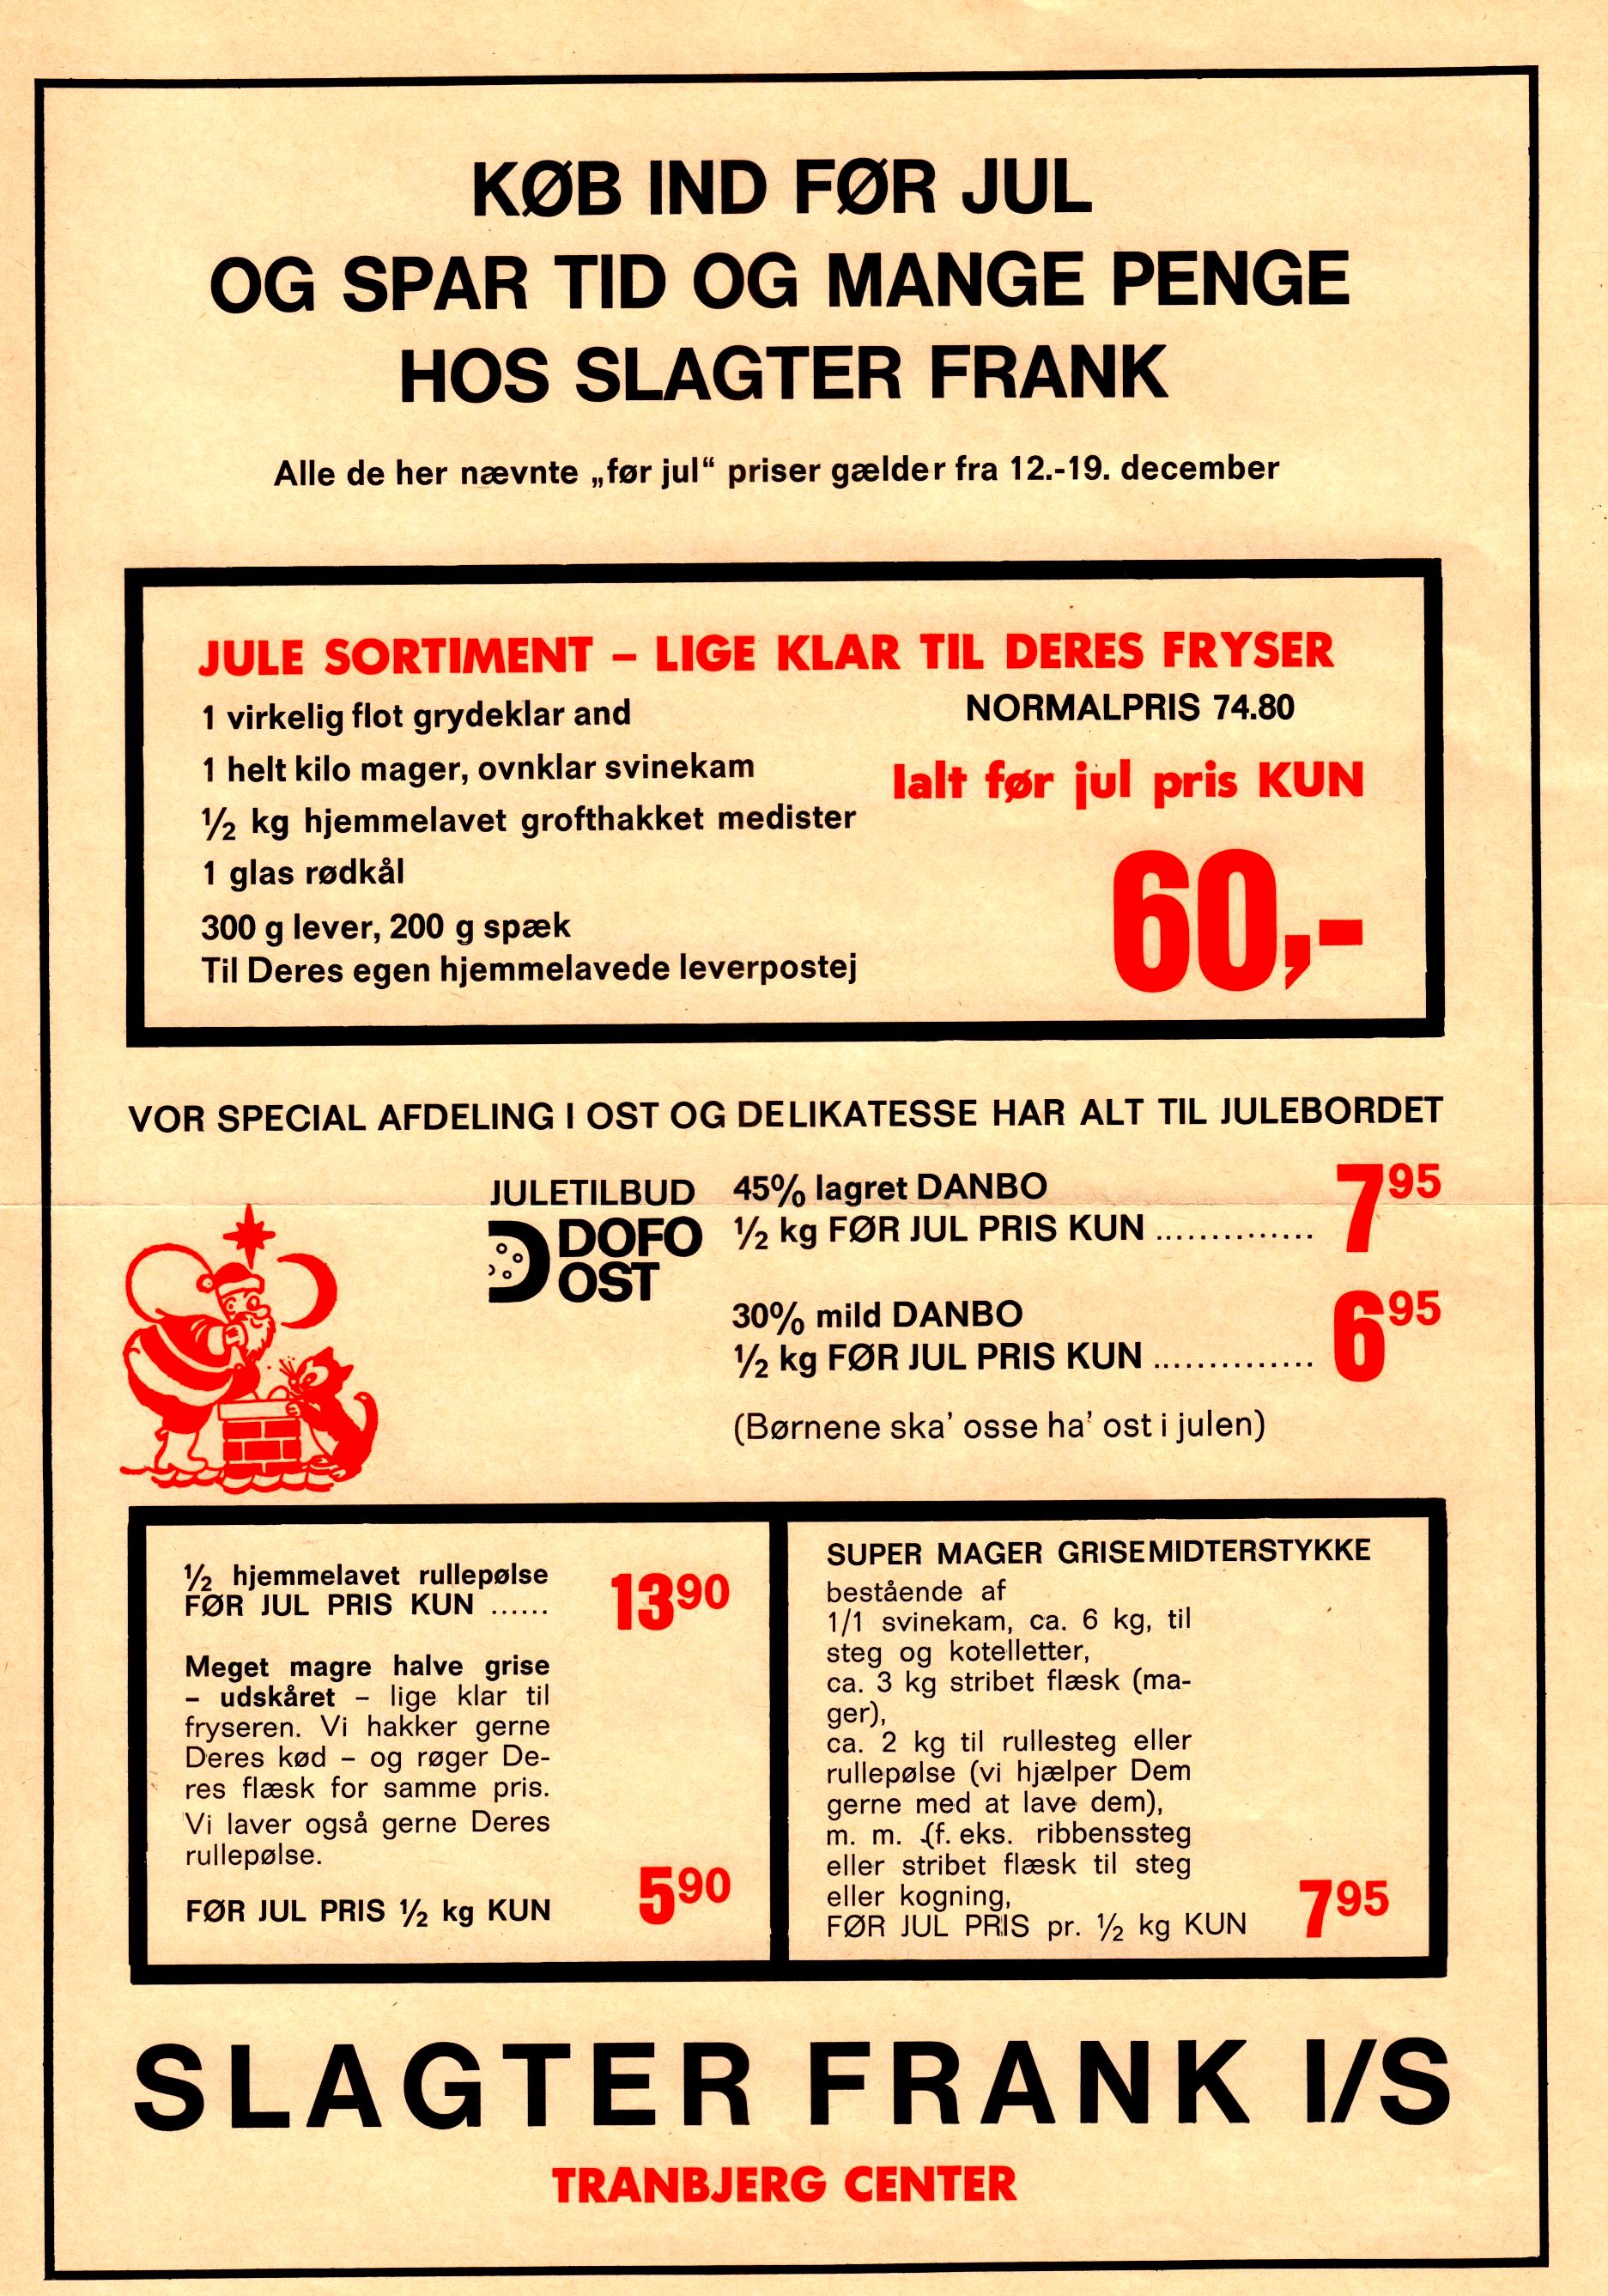 KØB IND FØR JUL
OG SPAR TID OG MANGE PENGE
HOS SLAGTER FRANK
Alle de her nævnte „før jul“ priser gælder fra 12.-19. december
JULE SORTIMENT – LIGE KLAR TIL DERES FRYSER
1 virkelig flot grydeklar and
1 helt kilo mager, ovnklar svinekam
½ kg hjemmelavet grofthakket medister
1 glas rødkål
300 g lever, 200 g spæk
Til Deres egen hjemmelavede leverpostej
NORMALPRIS 74.80
Ialt før jul pris KUN
60,-
VOR SPECIAL AFDELING I OST OG DELIKATESSE HAR ALT TIL JULEBORDET
JULETILBUD
DOFO
OST
45% lagret DANBO
½ kg FØR JUL PRIS KUN .............. 7 95
30% mild DANBO
½ kg FØR JUL PRIS KUN .............. 6 95
(Børnene ska' osse ha' ost i julen)
½ hjemmelavet rullepølse
FØR JUL PRIS KUN ...... 13 90
Meget magre halve grise
– udskåret – lige klar til
fryseren. Vi hakker gerne
Deres kød – og røger De-
res flæsk for samme pris.
Vi laver også gerne Deres
rullepølse.
FØR JUL PRIS ½ kg KUN 5 90
SUPER MAGER GRISEMIDTERSTYKKE
bestående af
1/1 svinekam, ca. 6 kg, til
steg og kotelletter,
ca. 3 kg stribet flæsk (ma-
ger),
ca. 2 kg til rullesteg eller
rullepølse (vi hjælper Dem
gerne med at lave dem),
m. m. (f. eks. ribbenssteg
eller stribet flæsk til steg
eller kogning,
FØR JUL PRIS pr. ½ kg KUN 7 95
SLAGTER FRANK I/S
TRANBJERG CENTER